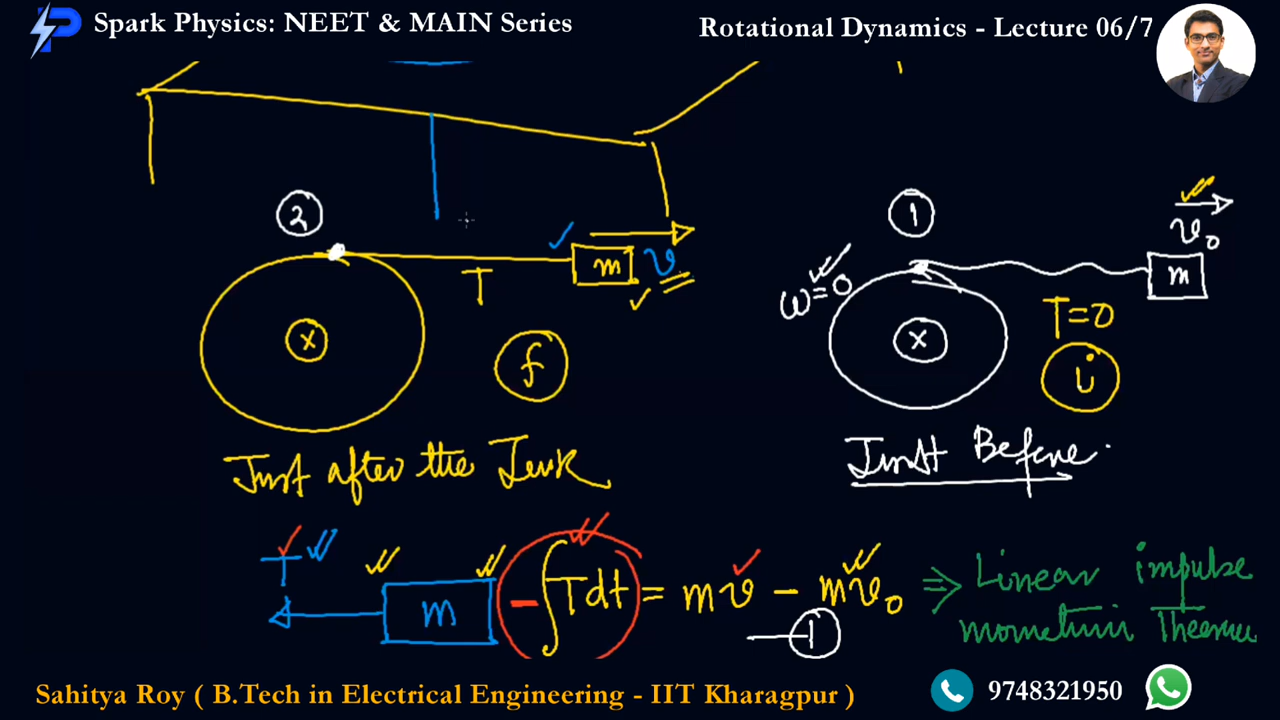 Spark Physics: NEET & MAIN Series
Rotational Dynamics - Lecture 06/7
2
m
v
T
x
f
Just after the Jerk
1
v₀
ω=0
m
T=0
x
i
Just Before.
T
m
-∫Tdt = mv - mv₀
1
⇒ Linear impulse
momentum Theorem
Sahitya Roy ( B.Tech in Electrical Engineering - IIT Kharagpur )
9748321950